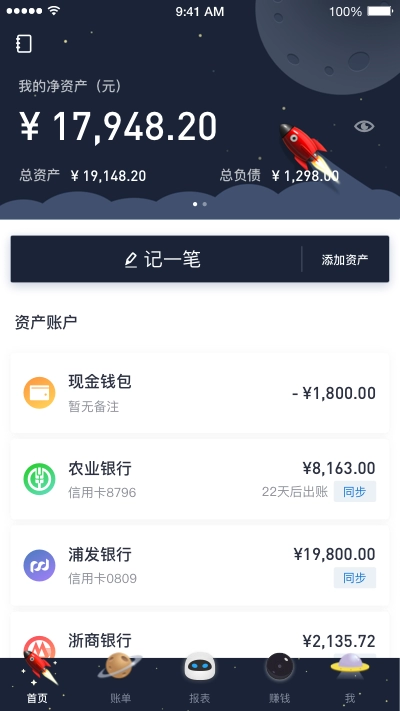 9:41 AM 100%
我的净资产（元）
¥ 17,948.20
总资产 ¥ 19,148.20 总负债 ¥ 1,298.00
记一笔 添加资产
资产账户
现金钱包 - ¥1,800.00
暂无备注
农业银行 ¥8,163.00
信用卡8796 22天后出账 同步
浦发银行 ¥19,800.00
信用卡0809 同步
浙商银行 ¥2,135.72
首页 账单 报表 赚钱 我